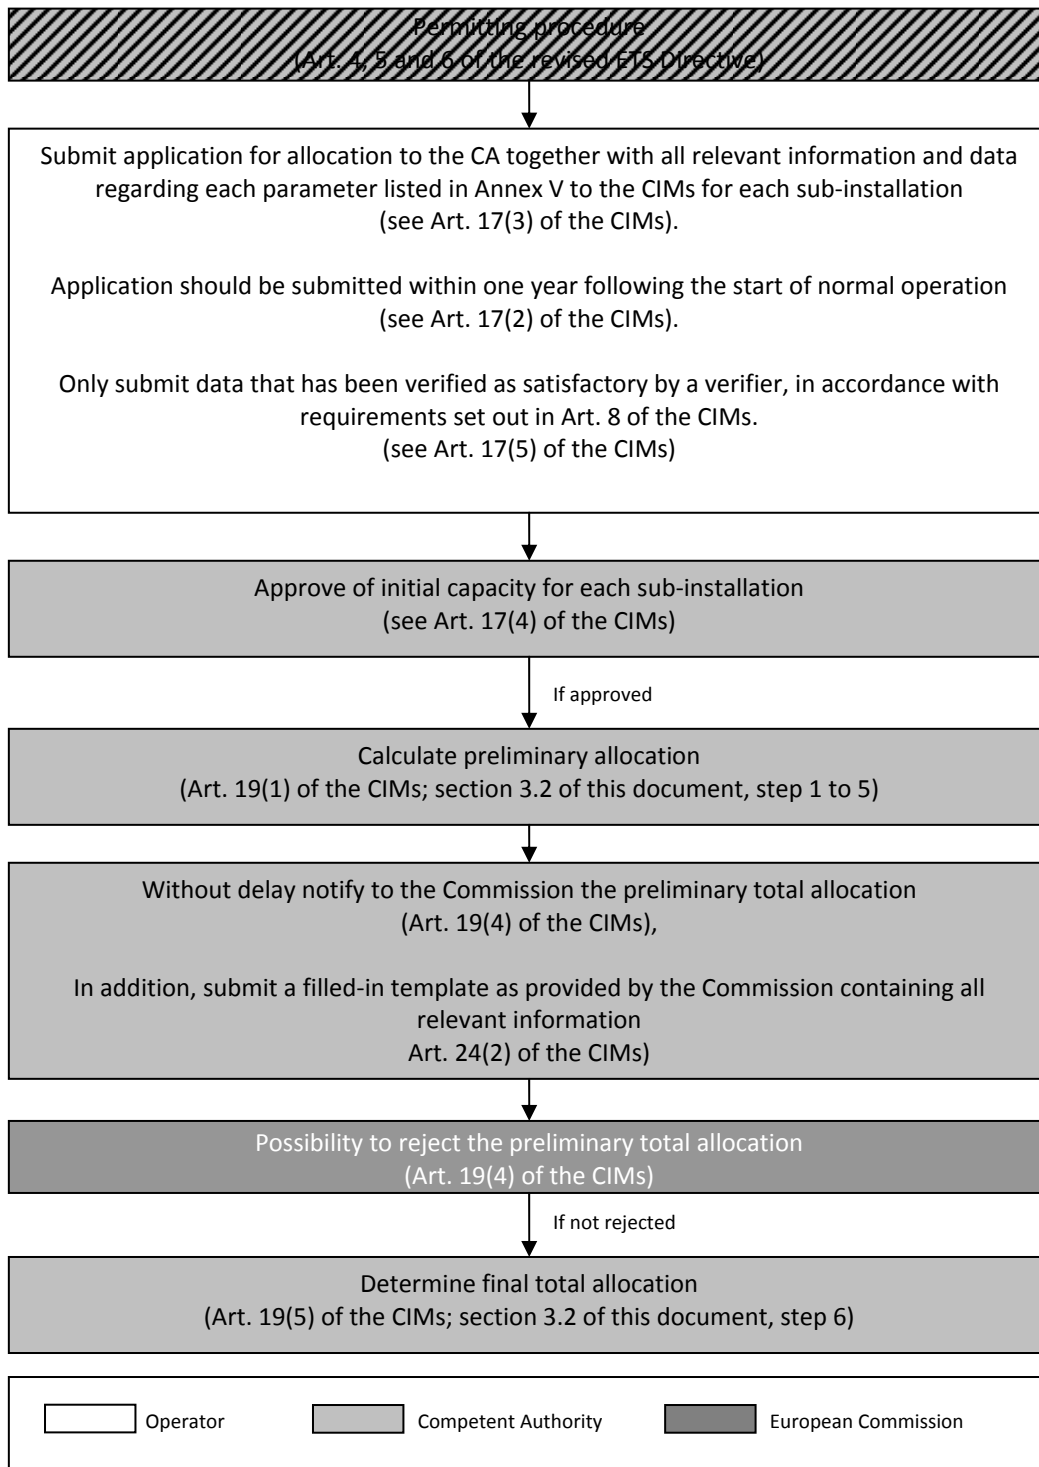 Permitting procedure
(Art. 4, 5 and 6 of the revised ETS Directive)
Submit application for allocation to the CA together with all relevant information and data
regarding each parameter listed in Annex V to the CIMs for each sub-installation
(see Art. 17(3) of the CIMs).
Application should be submitted within one year following the start of normal operation
(see Art. 17(2) of the CIMs).
Only submit data that has been verified as satisfactory by a verifier, in accordance with
requirements set out in Art. 8 of the CIMs.
(see Art. 17(5) of the CIMs)
Approve of initial capacity for each sub-installation
(see Art. 17(4) of the CIMs)
If approved
Calculate preliminary allocation
(Art. 19(1) of the CIMs; section 3.2 of this document, step 1 to 5)
Without delay notify to the Commission the preliminary total allocation
(Art. 19(4) of the CIMs),
In addition, submit a filled-in template as provided by the Commission containing all
relevant information
Art. 24(2) of the CIMs)
Possibility to reject the preliminary total allocation
(Art. 19(4) of the CIMs)
If not rejected
Determine final total allocation
(Art. 19(5) of the CIMs; section 3.2 of this document, step 6)
Operator
Competent Authority
European Commission